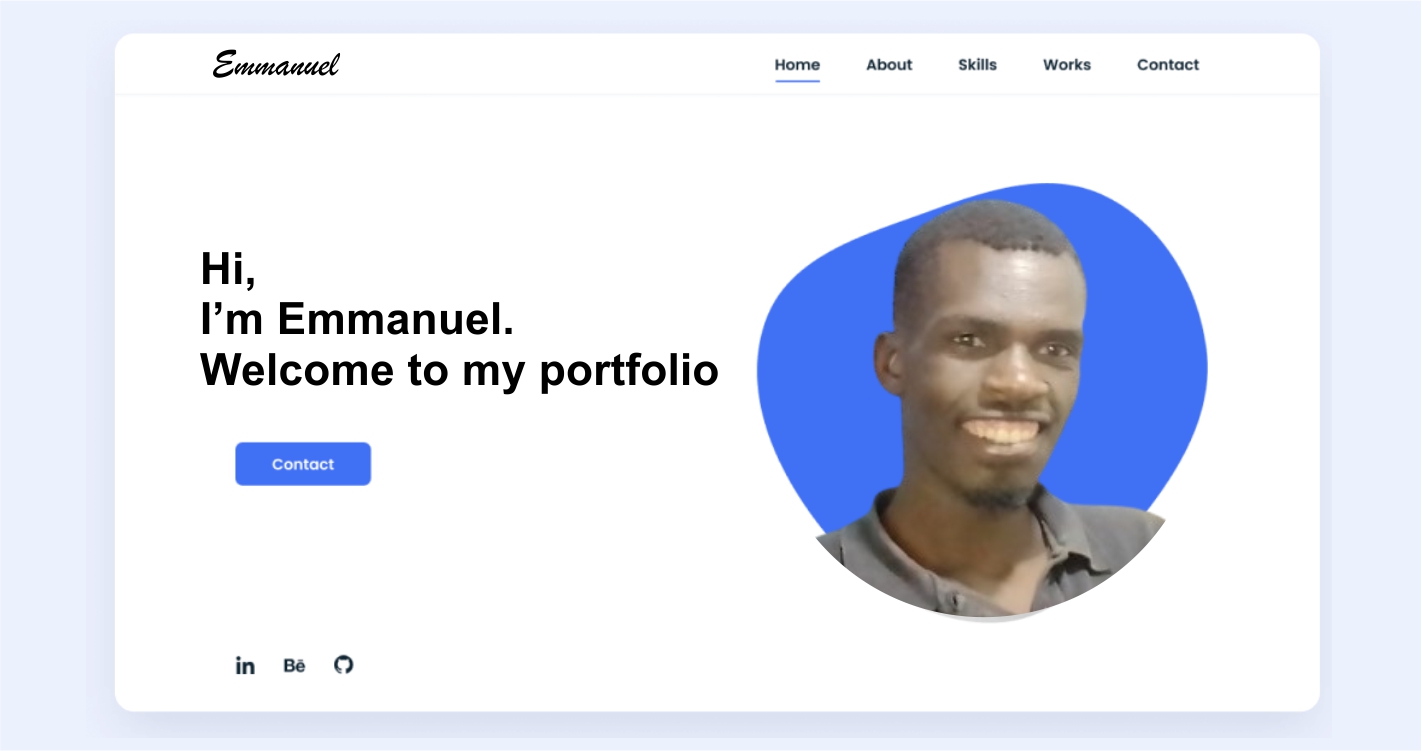 Emmanuel
Home About Skills Works Contact
Hi,
I’m Emmanuel.
Welcome to my portfolio
Contact
in Bē